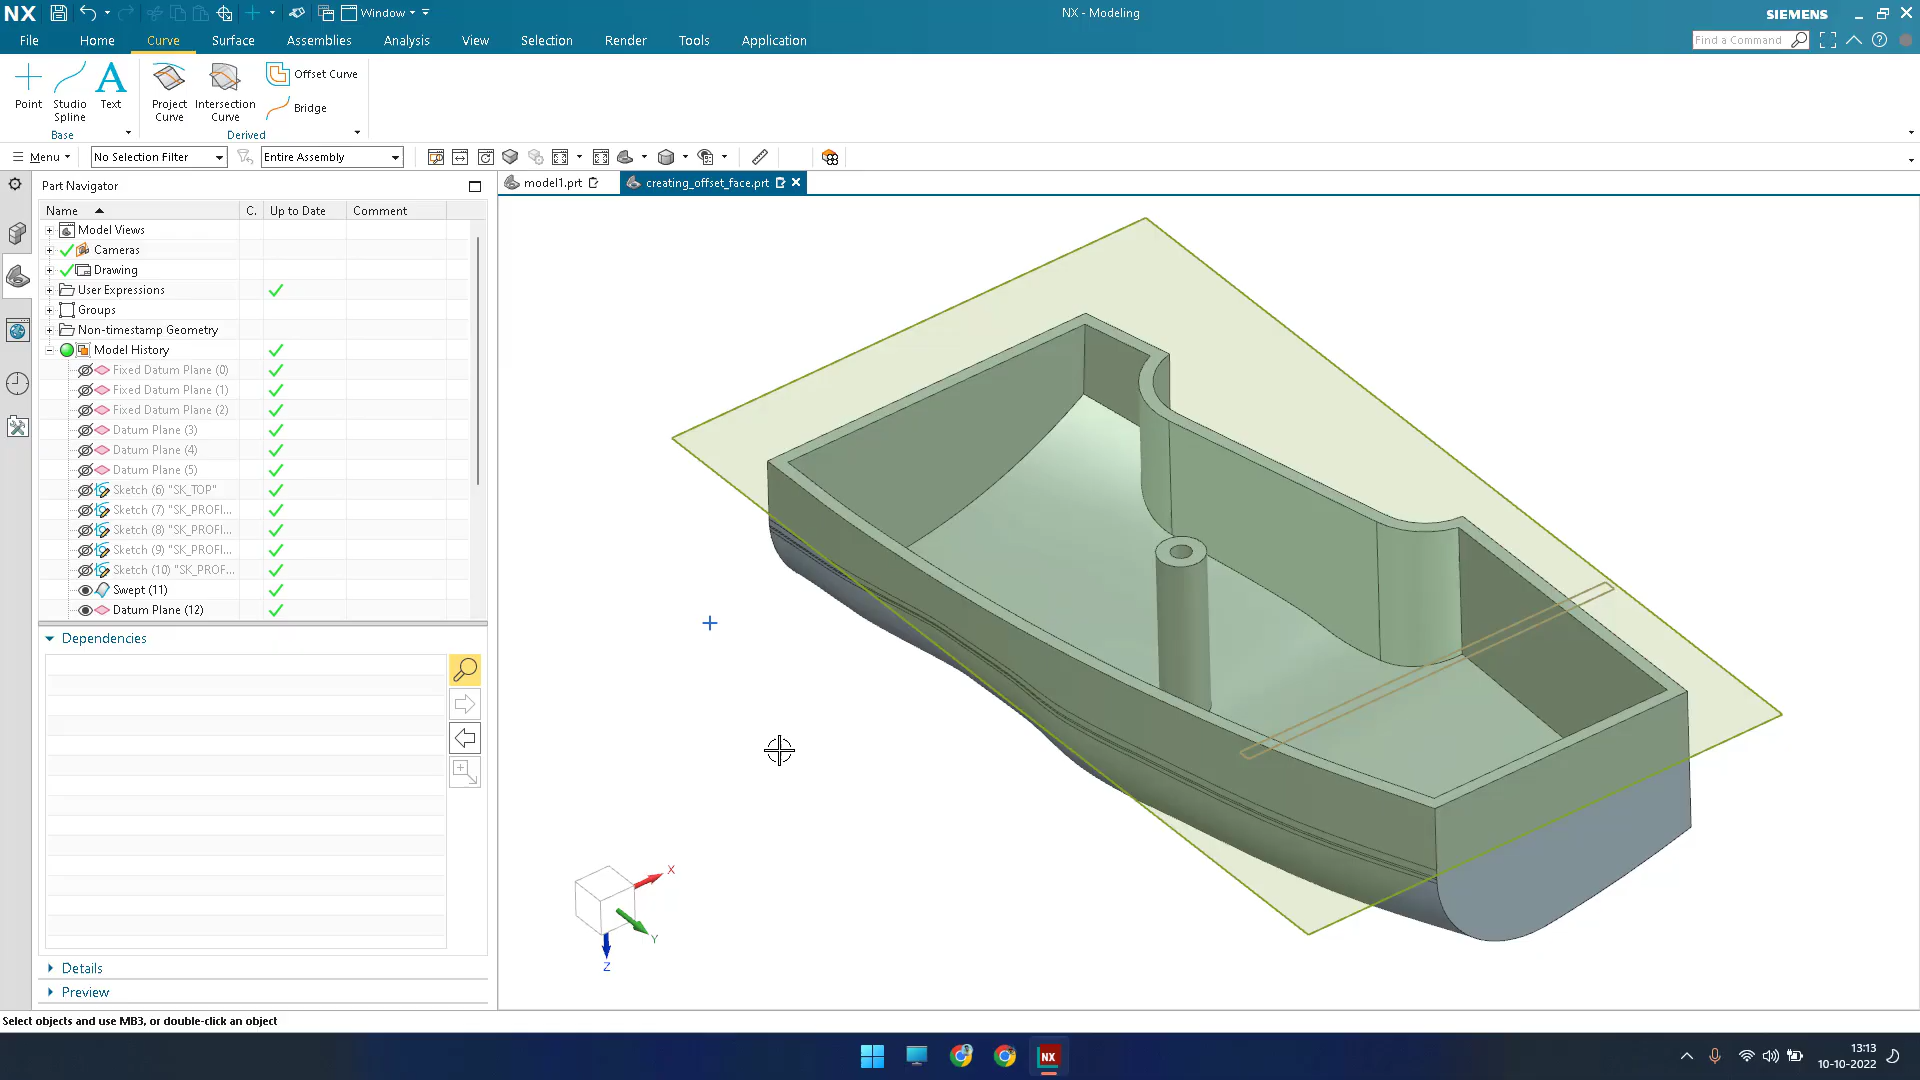 NX Window NX - Modeling SIEMENS
File Home Curve Surface Assemblies Analysis View Selection Render Tools Application Find a Command
Point
Studio Spline
Text
Project Curve
Intersection Curve
Offset Curve
Bridge
Base Derived
Menu No Selection Filter Entire Assembly
Part Navigator
model1.prt creating_offset_face.prt
Name C. Up to Date Comment
Model Views
Cameras
Drawing
User Expressions
Groups
Non-timestamp Geometry
Model History
Fixed Datum Plane (0)
Fixed Datum Plane (1)
Fixed Datum Plane (2)
Datum Plane (3)
Datum Plane (4)
Datum Plane (5)
Sketch (6) "SK_TOP"
Sketch (7) "SK_PROFI...
Sketch (8) "SK_PROFI...
Sketch (9) "SK_PROFI...
Sketch (10) "SK_PROF...
Swept (11)
Datum Plane (12)
Dependencies
X
Y
Z
Details
Preview
Select objects and use MB3, or double-click an object
NX
13:13
10-10-2022